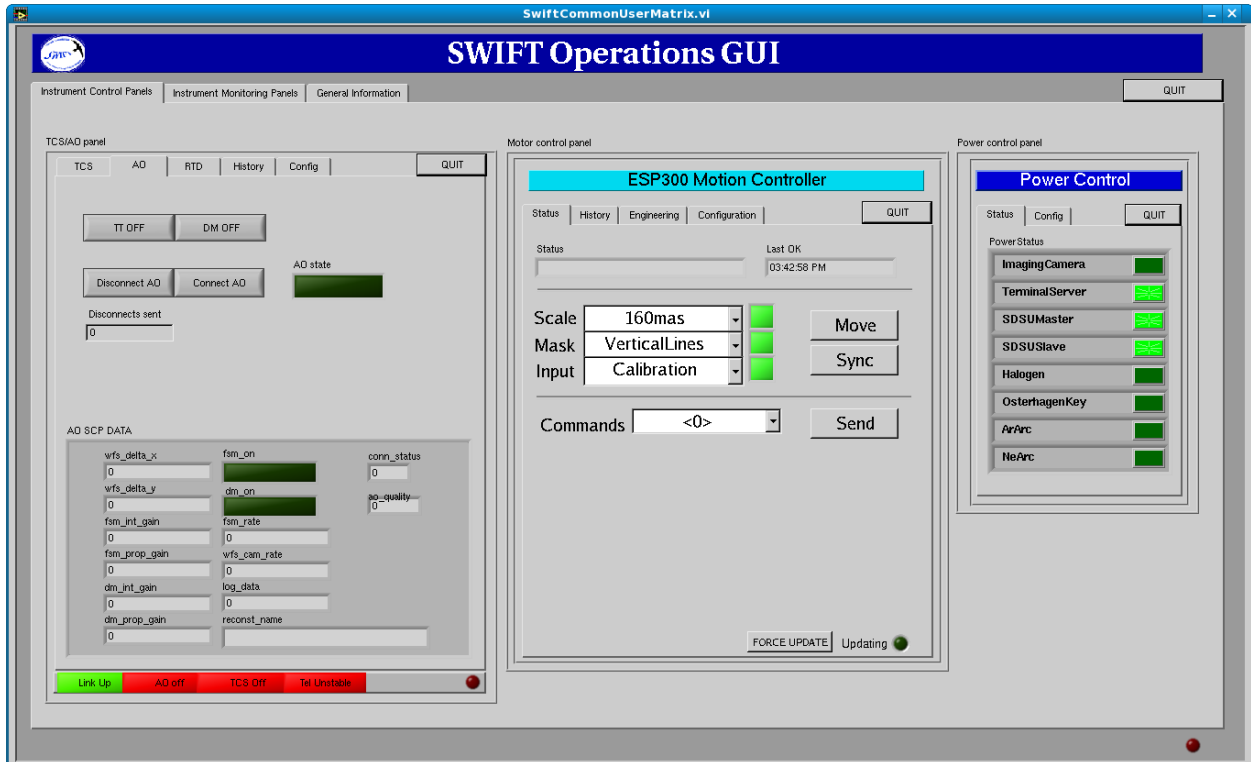 SwiftCommonUserMatrix.vi
SWIFT Operations GUI
Instrument Control Panels
Instrument Monitoring Panels
General Information
QUIT
TCS/AO panel
TCS
AO
RTD
History
Config
QUIT
TT OFF
DM OFF
Disconnect AO
Connect AO
AO state
Disconnects sent
0
AO SCP DATA
wfs_delta_x
0
fsm_on
conn_status
0
wfs_delta_y
0
dm_on
ao_quality
0
fsm_int_gain
0
fsm_rate
0
fsm_prop_gain
0
wfs_cam_rate
0
dm_int_gain
0
log_data
0
dm_prop_gain
0
reconst_name
Link Up
AO off
TCS Off
Tel Unstable
Motor control panel
ESP300 Motion Controller
Status
History
Engineering
Configuration
QUIT
Status
Last OK
03:42:58 PM
Scale
160mas
Mask
VerticalLines
Input
Calibration
Move
Sync
Commands
<0>
Send
FORCE UPDATE
Updating
Power control panel
Power Control
Status
Config
QUIT
PowerStatus
ImagingCamera
TerminalServer
SDSUMaster
SDSUSlave
Halogen
OsterhagenKey
ArArc
NeArc